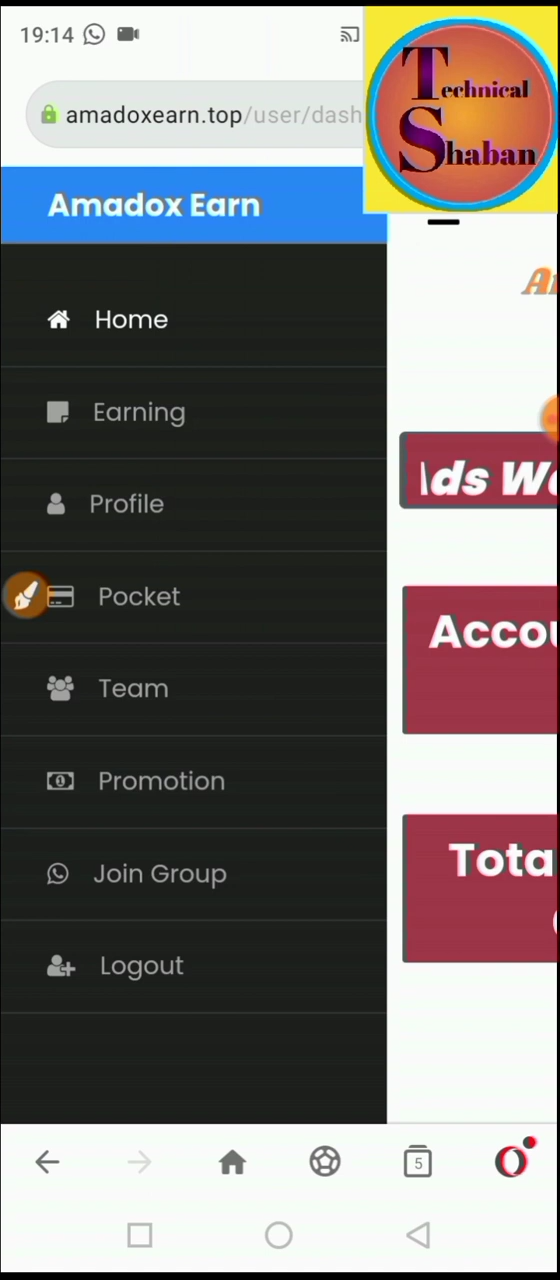 19:14
Technical
Shaban
amadoxearn.top/user/dash
Amadox Earn
Home
Earning
ds W
Profile
Pocket
Accou
Team
Promotion
Tota
Join Group
Logout
5